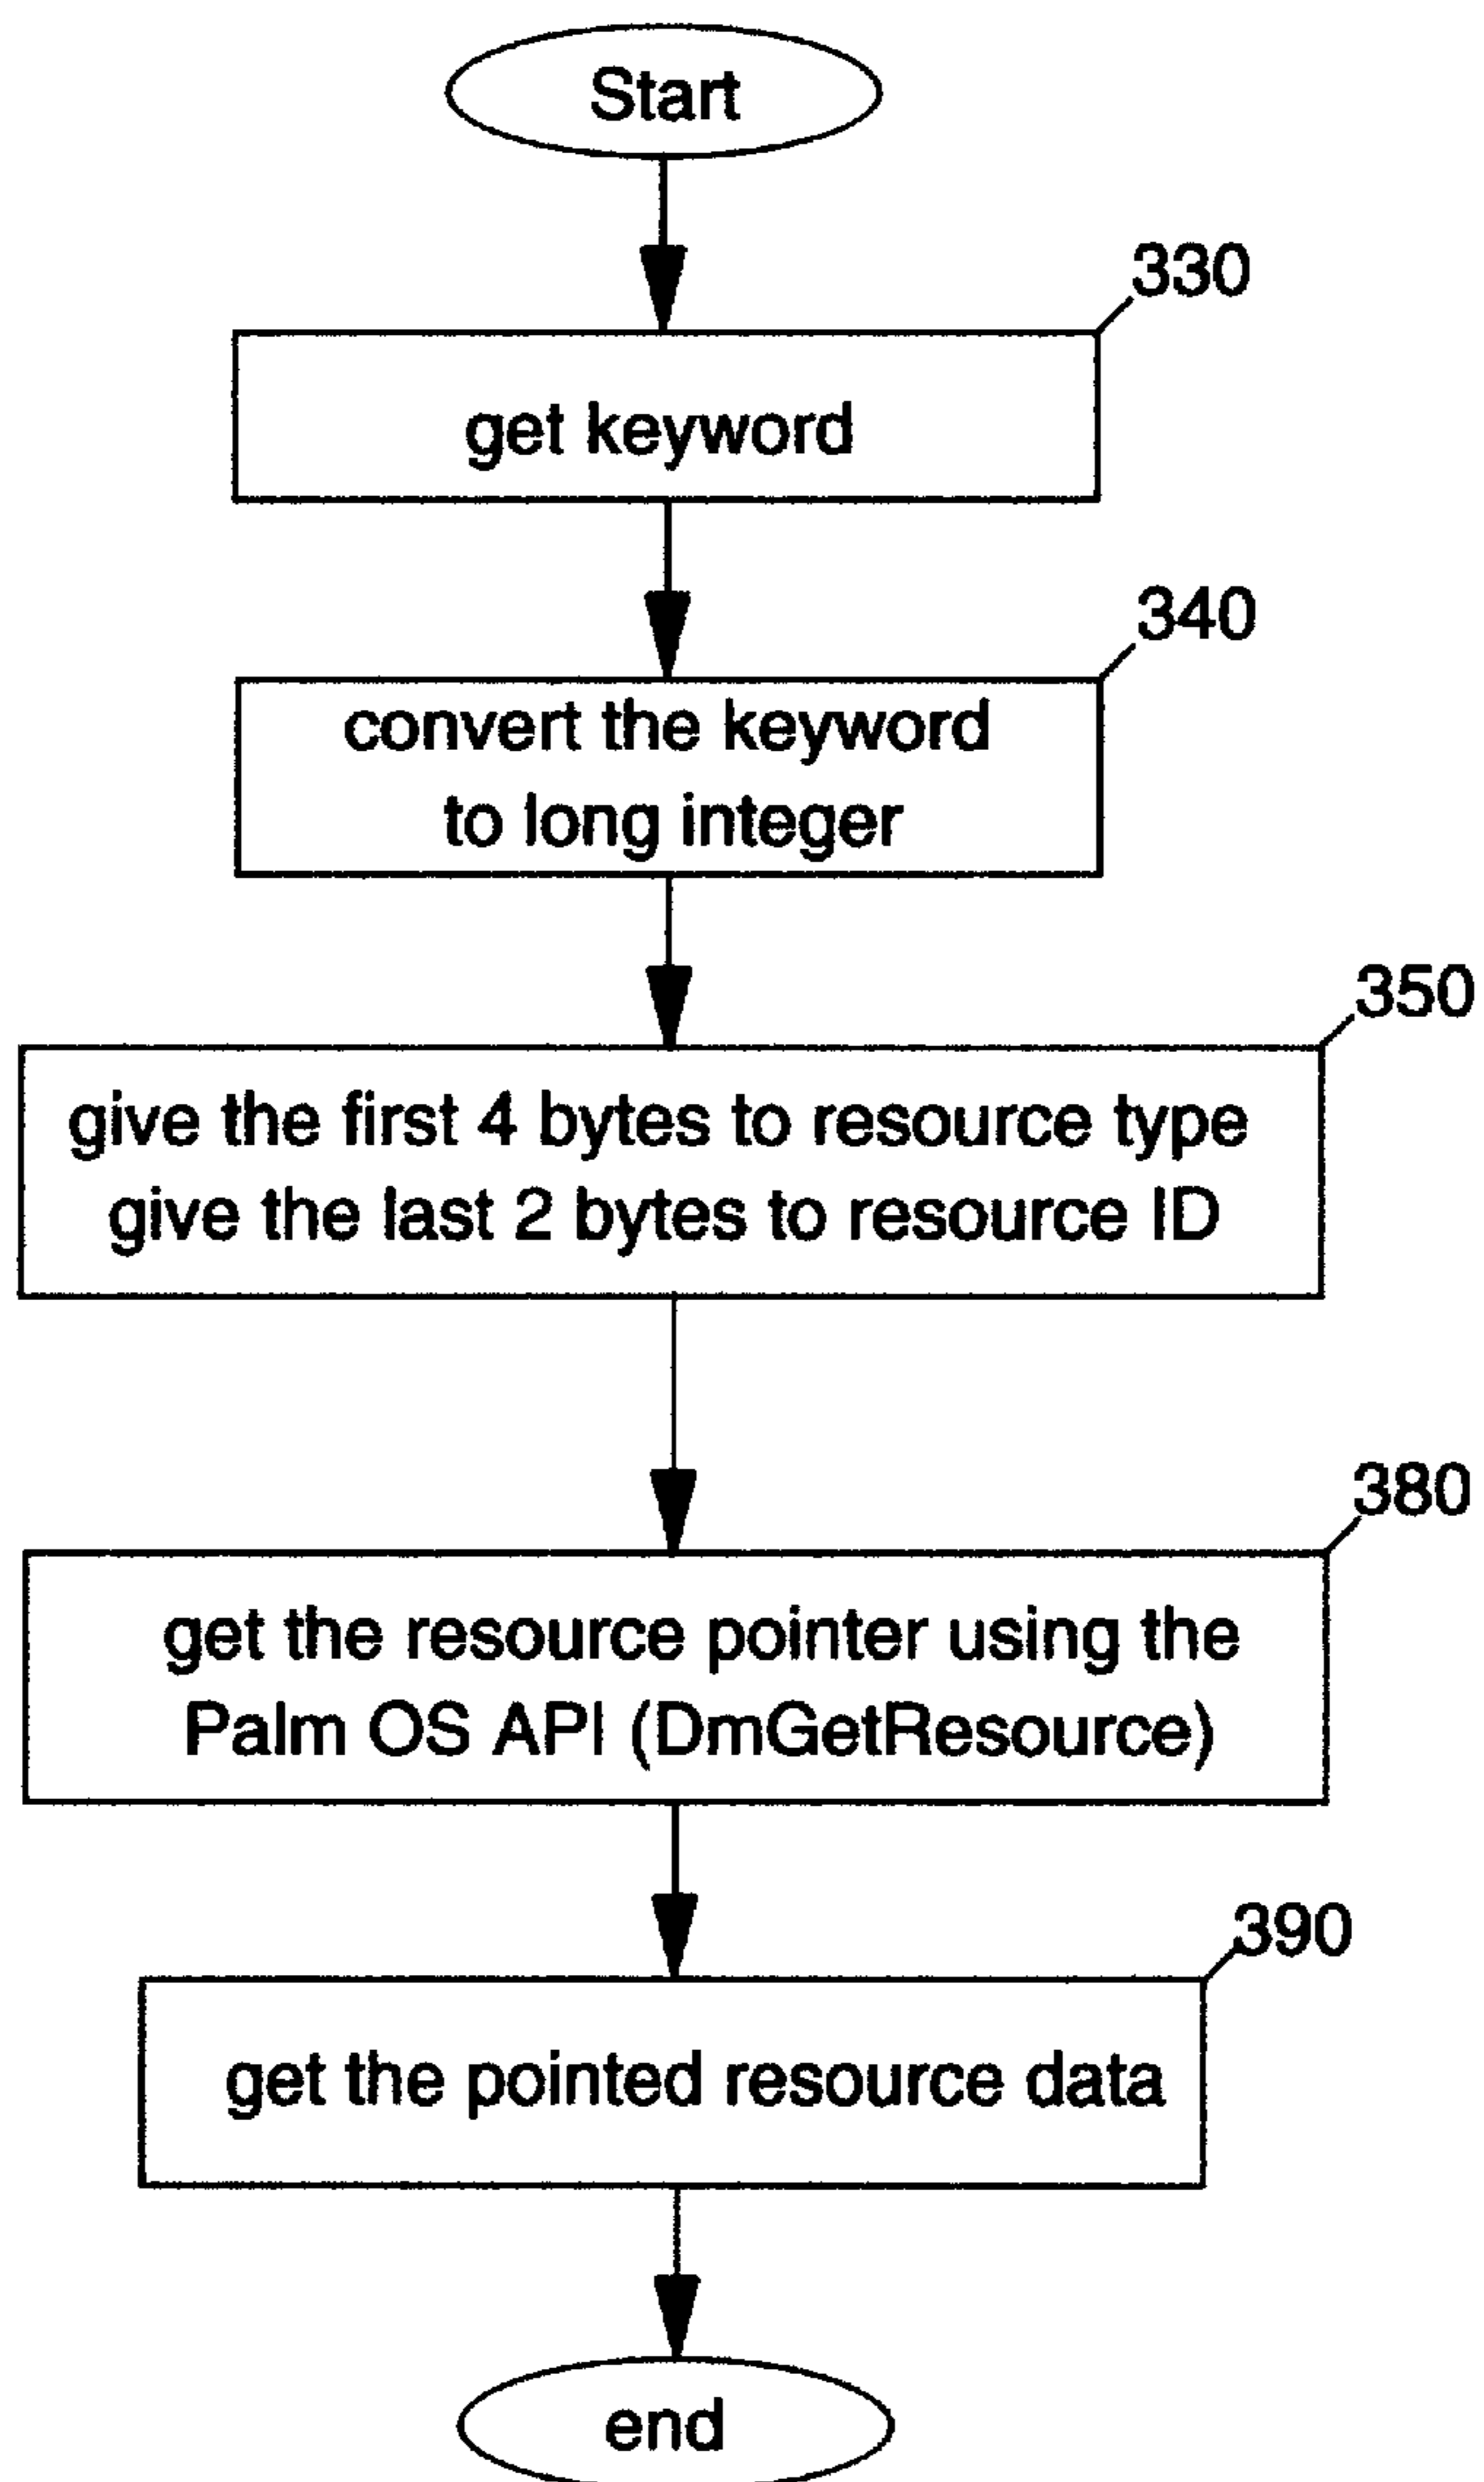 Start
330
get keyword
340
convert the keyword
to long integer
350
give the first 4 bytes to resource type
give the last 2 bytes to resource ID
380
get the resource pointer using the
Palm OS API (DmGetResource)
390
get the pointed resource data
end